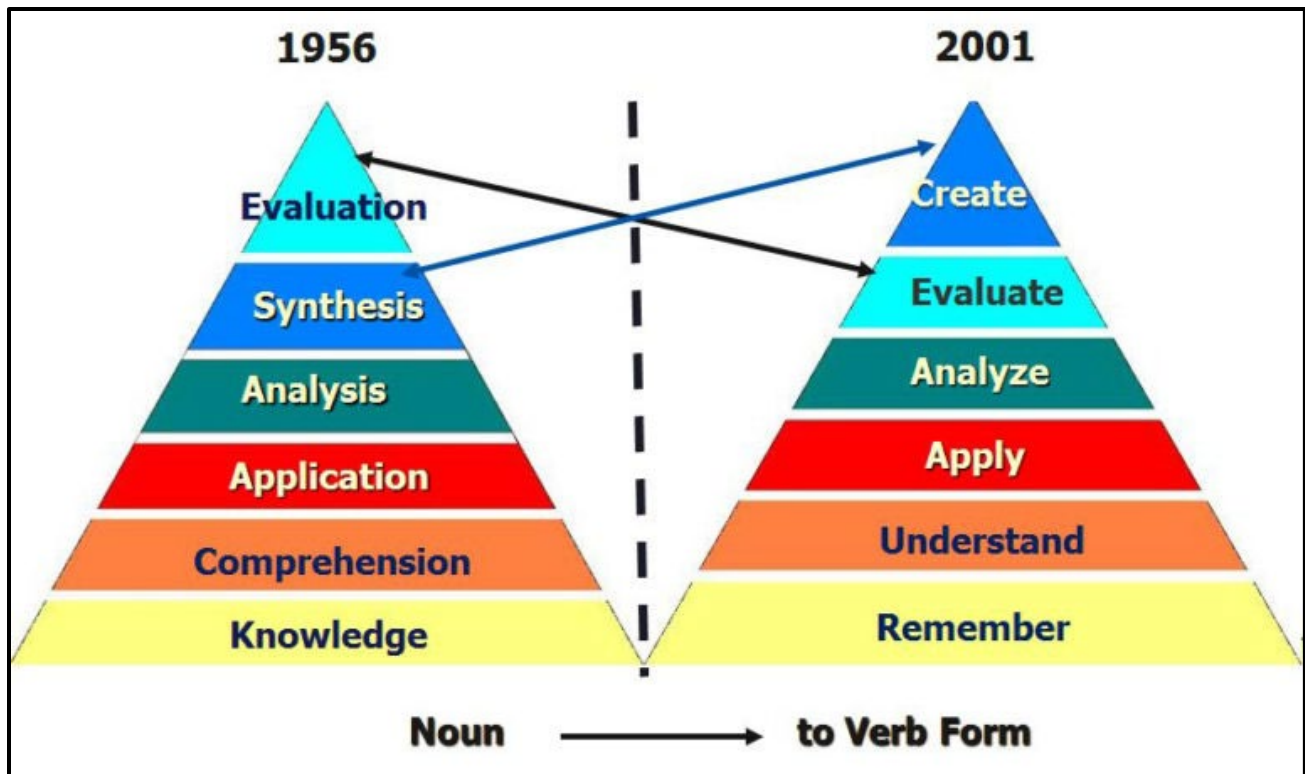 1956
Evaluation
Synthesis
Analysis
Application
Comprehension
Knowledge
2001
Create
Evaluate
Analyze
Apply
Understand
Remember
Noun to Verb Form